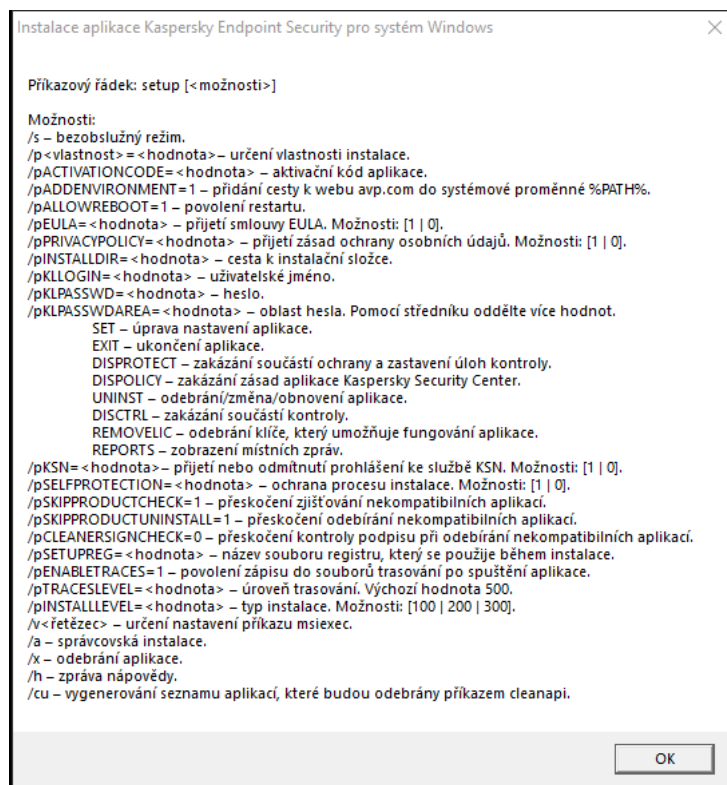 Instalace aplikace Kaspersky Endpoint Security pro systém Windows
Příkazový řádek: setup [<možnosti>]
Možnosti:
/s – bezobslužný režim.
/p<vlastnost>=<hodnota>– určení vlastnosti instalace.
/pACTIVATIONCODE=<hodnota> – aktivační kód aplikace.
/pADDENVIRONMENT=1 – přidání cesty k webu avp.com do systémové proměnné %PATH%.
/pALLOWREBOOT=1 – povolení restartu.
/pEULA=<hodnota> – přijetí smlouvy EULA. Možnosti: [1 | 0].
/pPRIVACYPOLICY=<hodnota> – přijetí zásad ochrany osobních údajů. Možnosti: [1 | 0].
/pINSTALLDIR=<hodnota> – cesta k instalační složce.
/pKLLOGIN=<hodnota> – uživatelské jméno.
/pKLPASSWD=<hodnota> – heslo.
/pKLPASSWDAREA=<hodnota> – oblast hesla. Pomocí středníku oddělte více hodnot.
SET – úprava nastavení aplikace.
EXIT – ukončení aplikace.
DISPROTECT – zakázání součástí ochrany a zastavení úloh kontroly.
DISPOLICY – zakázání zásad aplikace Kaspersky Security Center.
UNINST – odebrání/změna/obnovení aplikace.
DISCTRL – zakázání součástí kontroly.
REMOVELIC – odebrání klíče, který umožňuje fungování aplikace.
REPORTS – zobrazení místních zpráv.
/pKSN=<hodnota>– přijetí nebo odmítnutí prohlášení ke službě KSN. Možnosti: [1 | 0].
/pSELFPROTECTION=<hodnota> – ochrana procesu instalace. Možnosti: [1 | 0].
/pSKIPPRODUCTCHECK=1 – přeskočení zjišťování nekompatibilních aplikací.
/pSKIPPRODUCTUNINSTALL=1 – přeskočení odebírání nekompatibilních aplikací.
/pCLEANERSIGNCHECK=0 – přeskočení kontroly podpisu při odebírání nekompatibilních aplikací.
/pSETUPREG=<hodnota> – název souboru registru, který se použije během instalace.
/pENABLETRACES=1 – povolení zápisu do souborů trasování po spuštění aplikace.
/pTRACESLEVEL=<hodnota> – úroveň trasování. Výchozí hodnota 500.
/pINSTALLLEVEL=<hodnota> – typ instalace. Možnosti: [100 | 200 | 300].
/v<řetězec> – určení nastavení příkazu msiexec.
/a – správcovská instalace.
/x – odebrání aplikace.
/h – zpráva nápovědy.
/cu – vygenerování seznamu aplikací, které budou odebrány příkazem cleanapi.
OK